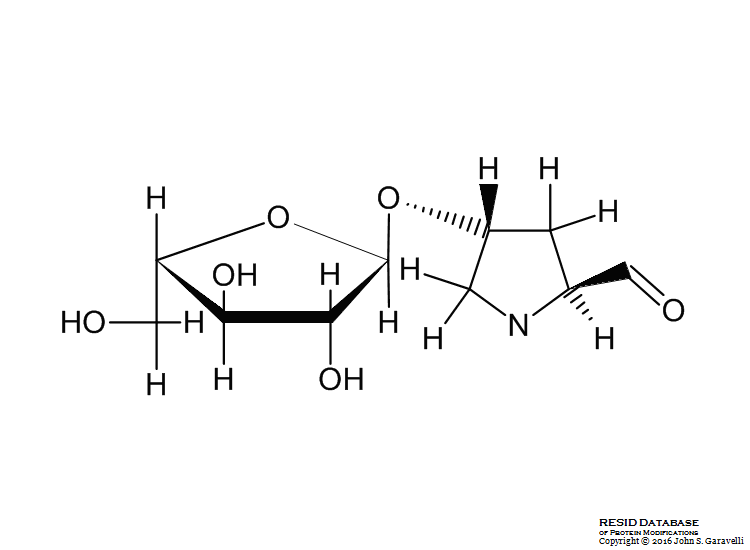 H H
H O O H
OH H H
HO H H N O
H H
H H OH
RESID DATABASE
OF PROTEIN MODIFICATIONS
Copyright © 2016 John S. Garavelli